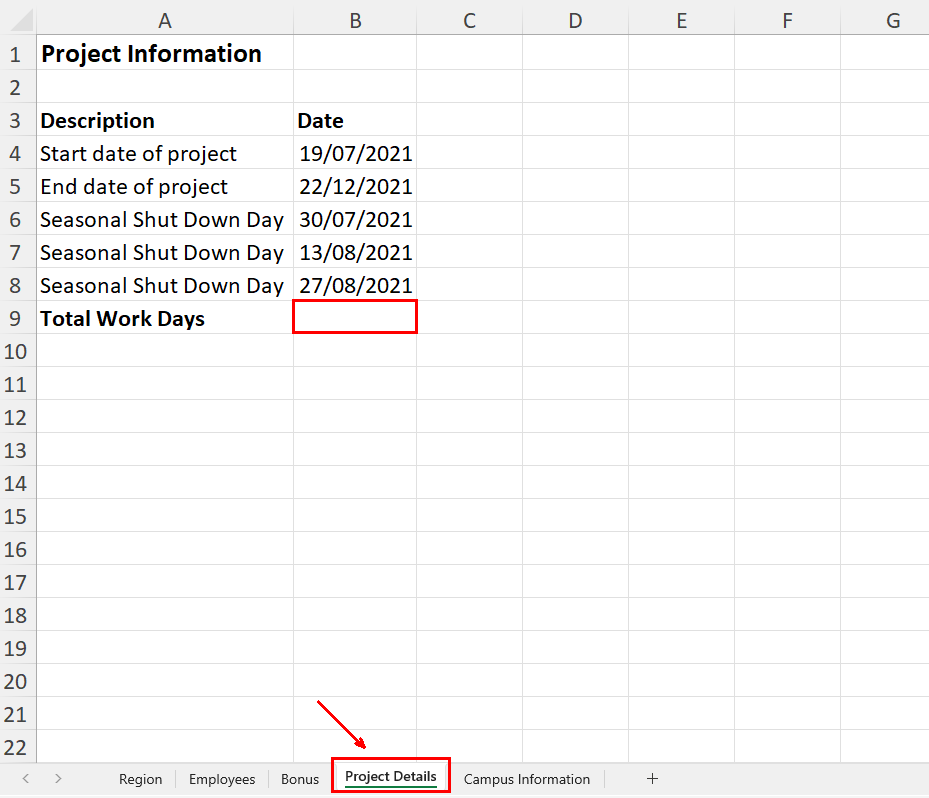 A B C D E F G
1 Project Information
2
3 Description Date
4 Start date of project 19/07/2021
5 End date of project 22/12/2021
6 Seasonal Shut Down Day 30/07/2021
7 Seasonal Shut Down Day 13/08/2021
8 Seasonal Shut Down Day 27/08/2021
9 Total Work Days
10
11
12
13
14
15
16
17
18
19
20
21
22
Region Employees Bonus Project Details Campus Information +